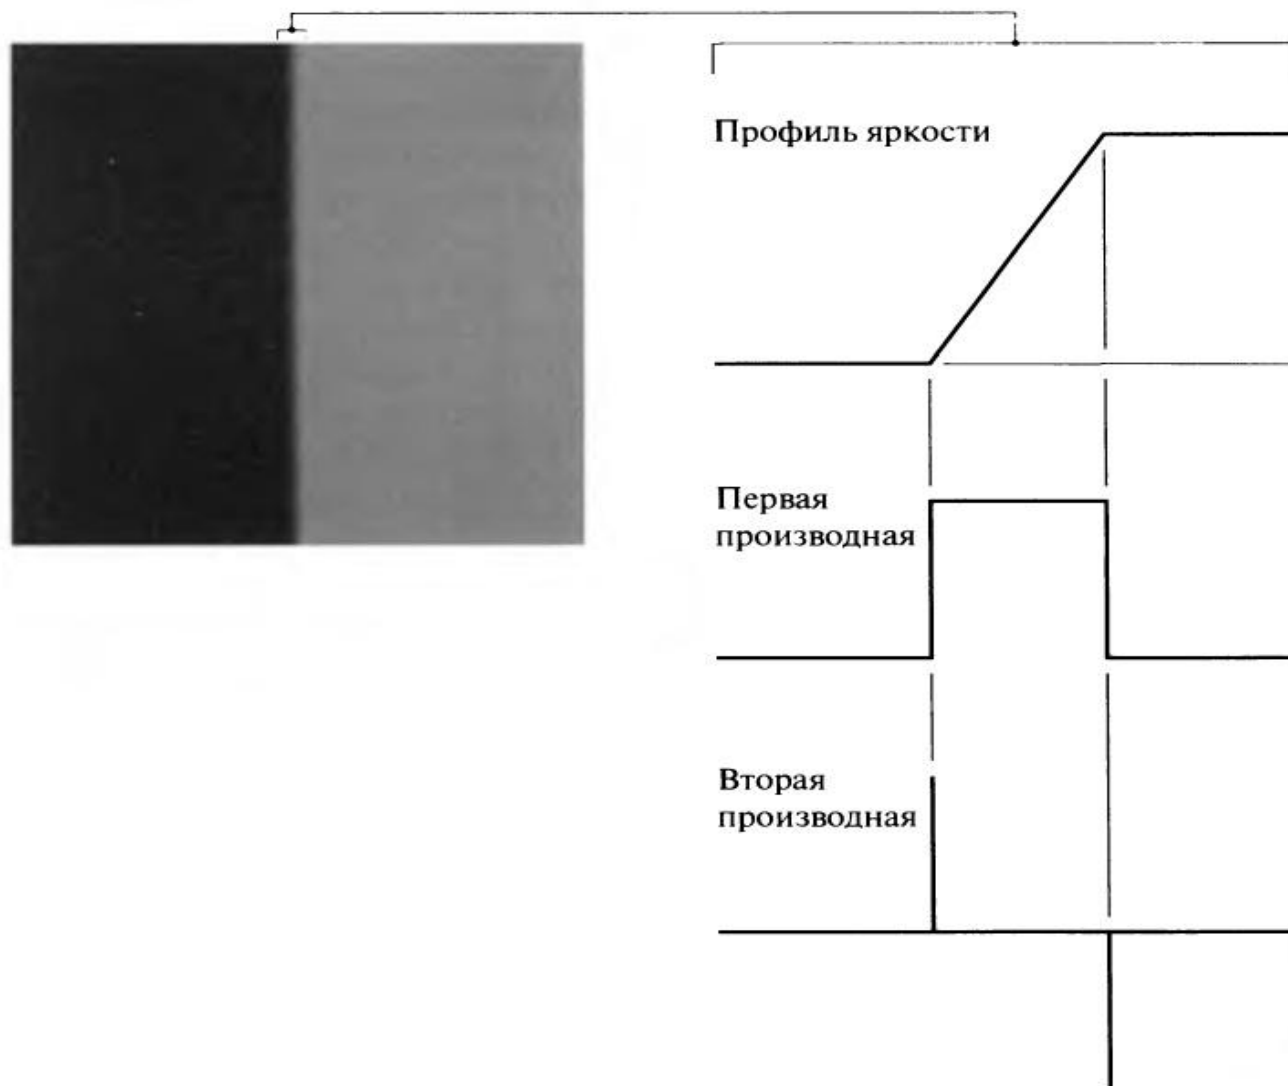 Профиль яркости
Первая
производная
Вторая
производная